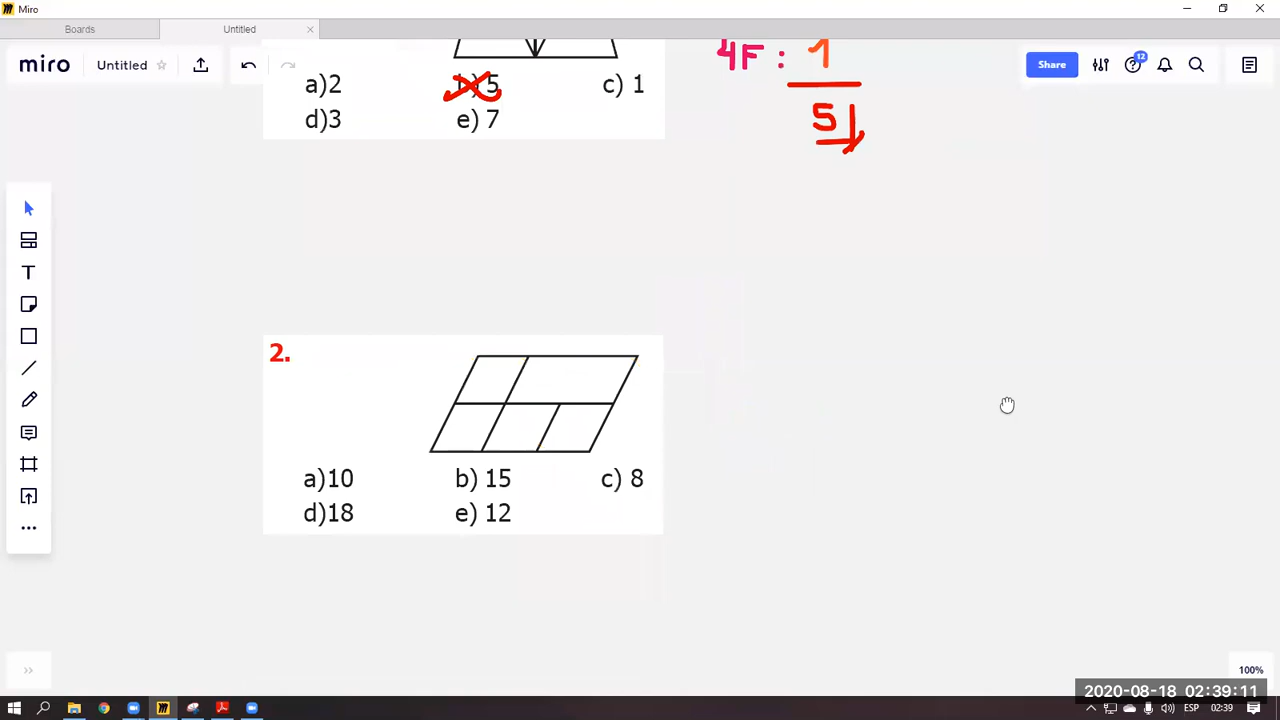 Miro
Boards
Untitled
miro
Untitled
Share
12
4F : 1
5
a)2
5
c) 1
d)3
e) 7
2.
a)10
b) 15
c) 8
d)18
e) 12
100%
2020-08-18 02:39:11
ESP
02:39